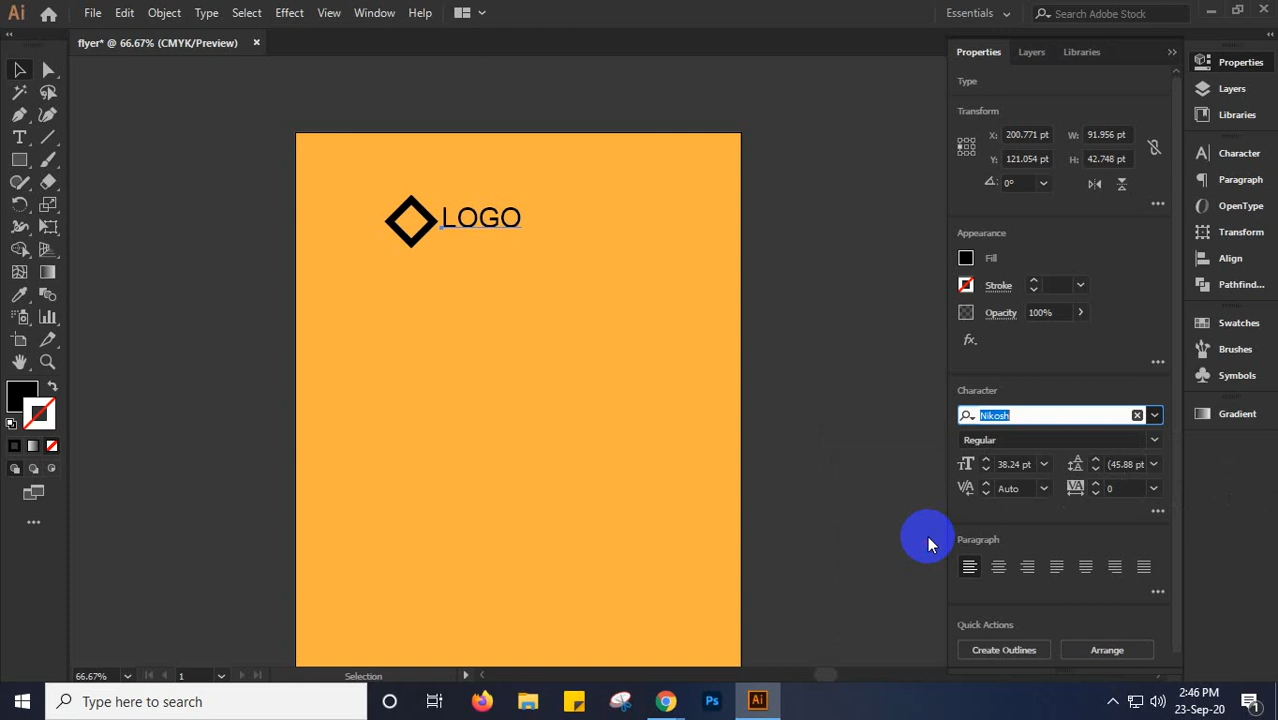 Ai File Edit Object Type Select Effect View Window Help Essentials Search Adobe Stock
flyer* @ 66.67% (CMYK/Preview)
Properties Layers Libraries
Type
Transform
X: 200.771 pt W: 91.956 pt
Y: 121.054 pt H: 42.748 pt
0°
Appearance
Fill
Stroke
Opacity 100%
fx.
Character
Nikosh
Regular
38.24 pt (45.88 pt
Auto 0
Paragraph
Quick Actions
Create Outlines Arrange
Properties
Layers
Libraries
Character
Paragraph
OpenType
Transform
Align
Pathfin...
Swatches
Brushes
Symbols
Gradient
LOGO
66.67% 1 Selection
Type here to search
Ps Ai
2:46 PM
23-Sep-20
1